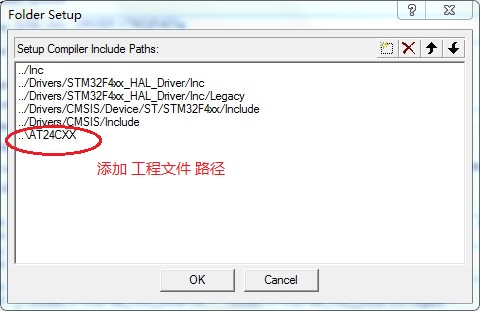 Folder Setup
Setup Compiler Include Paths:
../Inc
../Drivers/STM32F4xx_HAL_Driver/Inc
../Drivers/STM32F4xx_HAL_Driver/Inc/Legacy
../Drivers/CMSIS/Device/ST/STM32F4xx/Include
../Drivers/CMSIS/Include
..\AT24CXX
添加 工程文件 路径
OK
Cancel